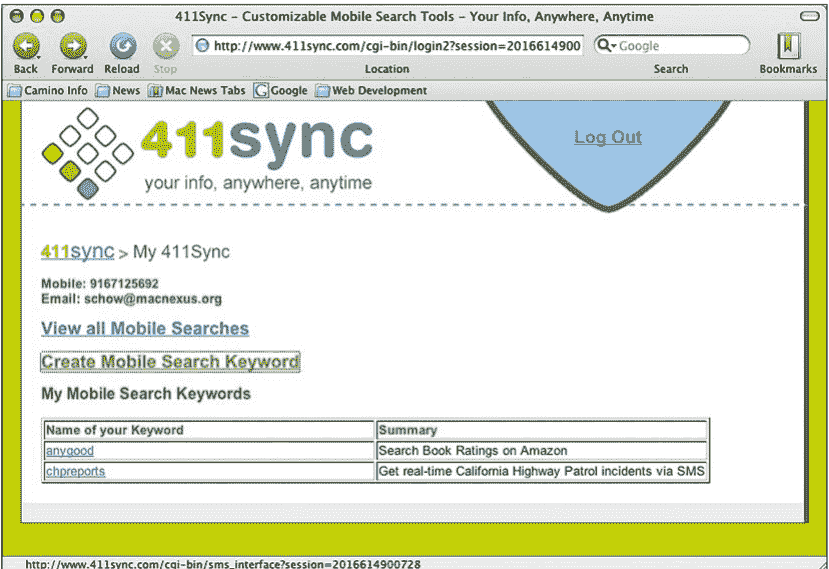 411Sync – Customizable Mobile Search Tools – Your Info, Anywhere, Anytime
http://www.411sync.com/cgi-bin/login2?session=2016614900
Google
Back Forward Reload Stop Location Search Bookmarks
Camino Info News Mac News Tabs Google Web Development
411sync
your info, anywhere, anytime
Log Out
411sync > My 411Sync
Mobile: 9167125692
Email: schow@macnexus.org
View all Mobile Searches
Create Mobile Search Keyword
My Mobile Search Keywords
Name of your Keyword Summary
anygood Search Book Ratings on Amazon
chpreports Get real-time California Highway Patrol incidents via SMS
http://www.411sync.com/cgi-bin/sms_interface?session=2016614900728